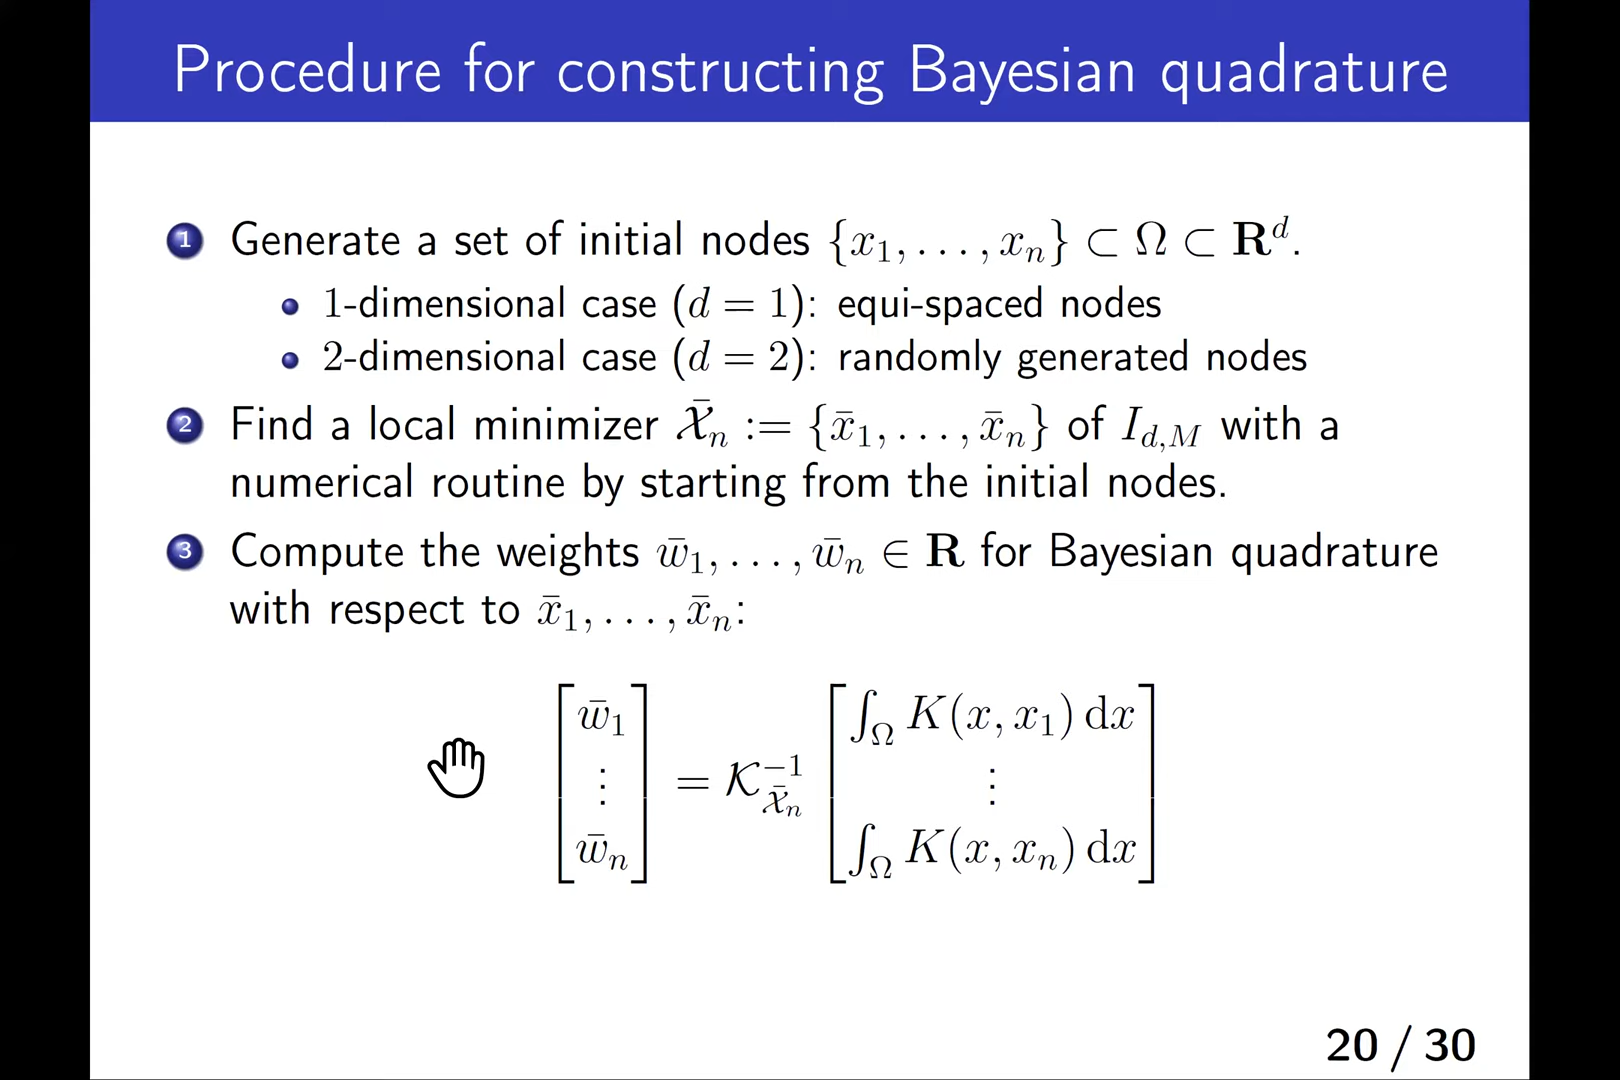 Procedure for constructing Bayesian quadrature
1 Generate a set of initial nodes {x₁, . . . , xₙ} ⊂ Ω ⊂ 𝐑ᵈ.
• 1-dimensional case (d = 1): equi-spaced nodes
• 2-dimensional case (d = 2): randomly generated nodes
2 Find a local minimizer 𝒳̄ₙ := {x̄₁, . . . , x̄ₙ} of I_{d,M} with a
numerical routine by starting from the initial nodes.
3 Compute the weights w̄₁, . . . , w̄ₙ ∈ 𝐑 for Bayesian quadrature
with respect to x̄₁, . . . , x̄ₙ:
[w̄₁ ⋮ w̄ₙ] = 𝒦⁻¹_{𝒳̄ₙ} [∫_Ω K(x, x₁) dx ⋮ ∫_Ω K(x, xₙ) dx]
20 / 30